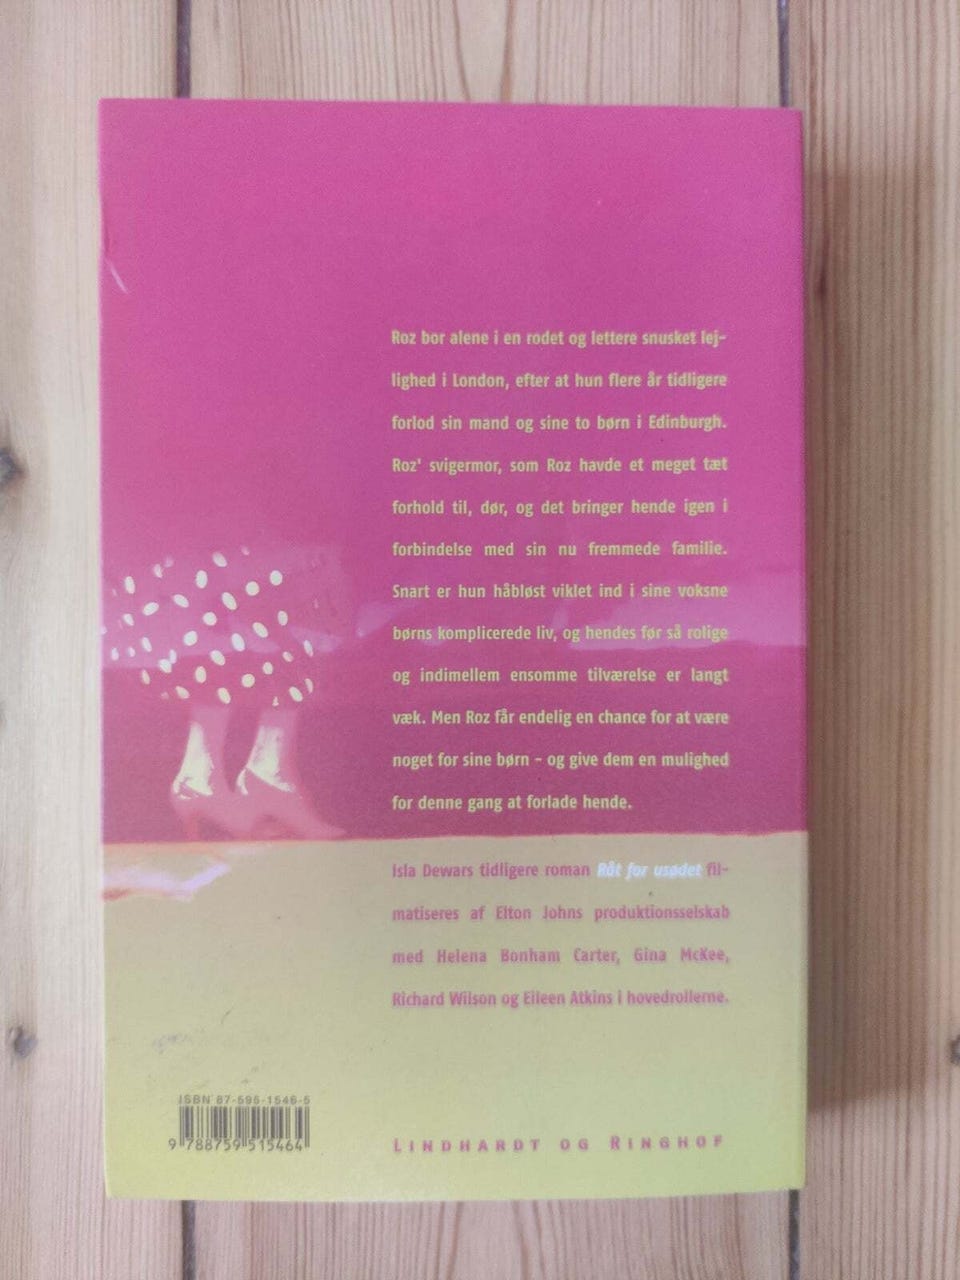 Roz bor alene i en rodet og lettere snusket lej-
lighed i London, efter at hun flere år tidligere
forlod sin mand og sine to børn i Edinburgh.
Roz' svigermor, som Roz havde et meget tæt
forhold til, dør, og det bringer hende igen i
forbindelse med sin nu fremmede familie.
Snart er hun håbløst viklet ind i sine voksne
børns komplicerede liv, og hendes før så rolige
og indimellem ensomme tilværelse er langt
væk. Men Roz får endelig en chance for at være
noget for sine børn - og give dem en mulighed
for denne gang at forlade hende.
Isla Dewars tidligere roman Råt for usødet fil-
matiseres af Elton Johns produktionsselskab
med Helena Bonham Carter, Gina McKee,
Richard Wilson og Eileen Atkins i hovedrollerne.
ISBN 87-595-1546-5
9 788759 515464
LINDHARDT OG RINGHOF